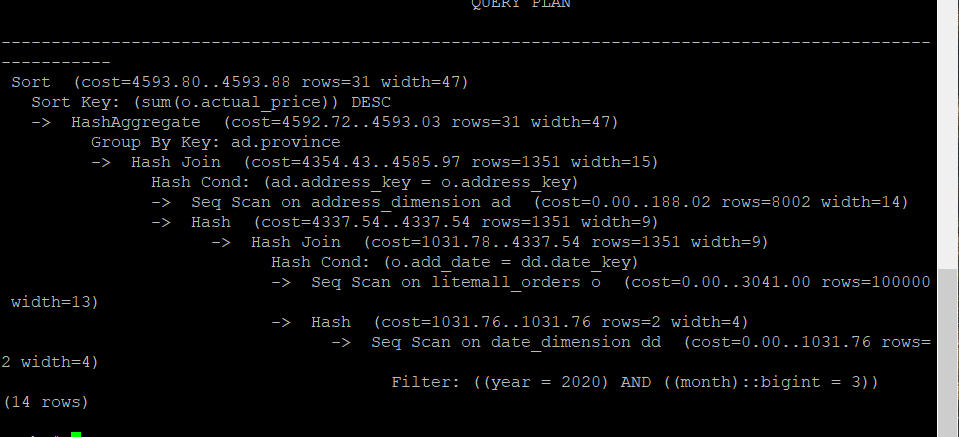 QUERY PLAN
---------------------------------------------------------------------------------------------
-----------
Sort  (cost=4593.80..4593.88 rows=31 width=47)
  Sort Key: (sum(o.actual_price)) DESC
  ->  HashAggregate  (cost=4592.72..4593.03 rows=31 width=47)
        Group By Key: ad.province
        ->  Hash Join  (cost=4354.43..4585.97 rows=1351 width=15)
              Hash Cond: (ad.address_key = o.address_key)
              ->  Seq Scan on address_dimension ad  (cost=0.00..188.02 rows=8002 width=14)
              ->  Hash  (cost=4337.54..4337.54 rows=1351 width=9)
                    ->  Hash Join  (cost=1031.78..4337.54 rows=1351 width=9)
                          Hash Cond: (o.add_date = dd.date_key)
                          ->  Seq Scan on litemall_orders o  (cost=0.00..3041.00 rows=100000
width=13)
                          ->  Hash  (cost=1031.76..1031.76 rows=2 width=4)
                                ->  Seq Scan on date_dimension dd  (cost=0.00..1031.76 rows=
2 width=4)
                                      Filter: ((year = 2020) AND ((month)::bigint = 3))
(14 rows)